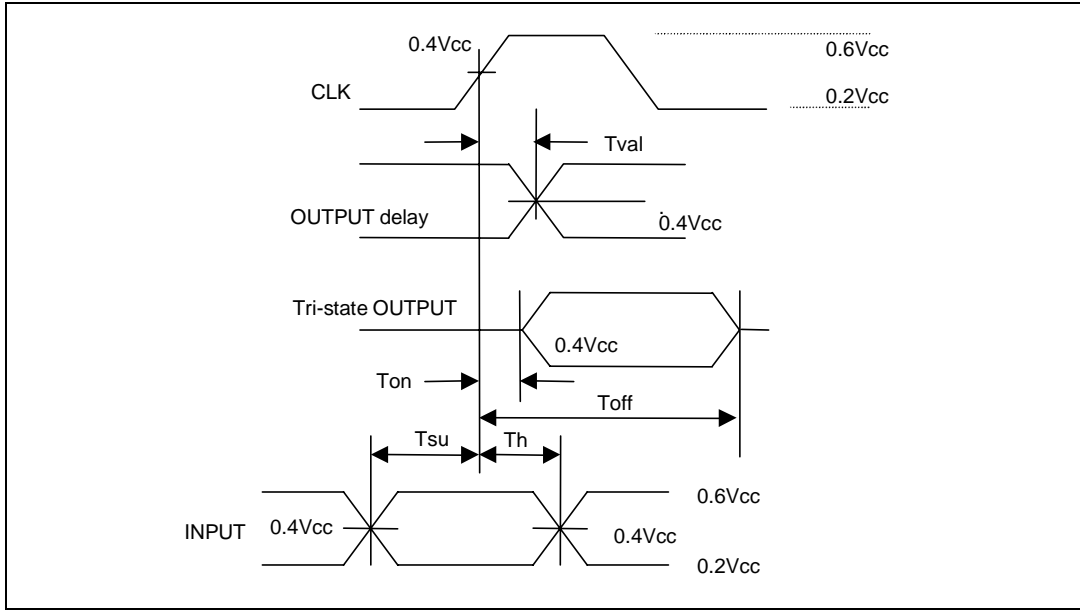 0.4Vcc
0.6Vcc
CLK
0.2Vcc
Tval
OUTPUT delay
0.4Vcc
Tri-state OUTPUT
0.4Vcc
Ton
Toff
Tsu
Th
0.6Vcc
INPUT
0.4Vcc
0.4Vcc
0.2Vcc